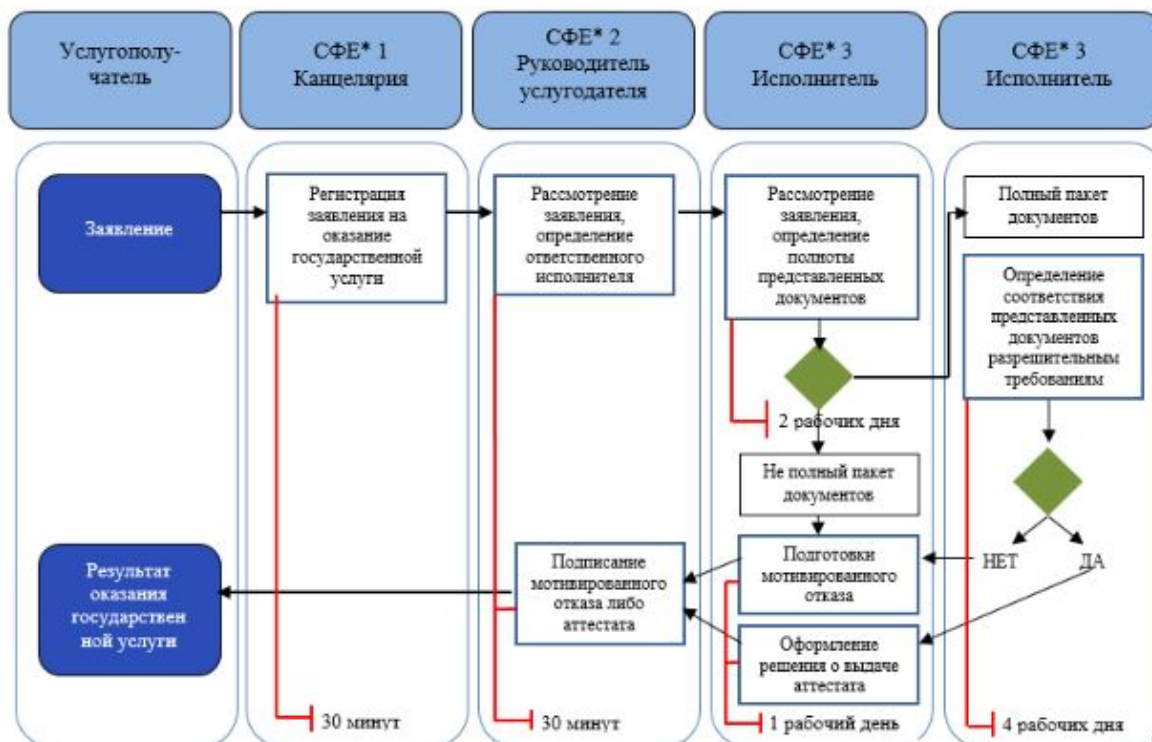 Услугополу-
чатель
СФЕ* 1
Канцелярия
СФЕ* 2
Руководитель
услугодателя
СФЕ* 3
Исполнитель
СФЕ* 3
Исполнитель
Заявление
Регистрация
заявления на
оказание
государственной
услуги
Рассмотрение
заявления,
определение
ответственного
исполнителя
Рассмотрение
заявления,
определение
полноты
представленных
документов
Полный пакет
документов
Определение
соответствия
представленных
документов
разрешительным
требованиям
2 рабочих дня
Не полный пакет
документов
НЕТ
ДА
Подготовки
мотивированного
отказа
Подписание
мотивированного
отказа либо
аттестата
Результат
оказания
государствен
ной услуги
Оформление
решения о выдаче
аттестата
30 минут
30 минут
1 рабочий день
4 рабочих дня